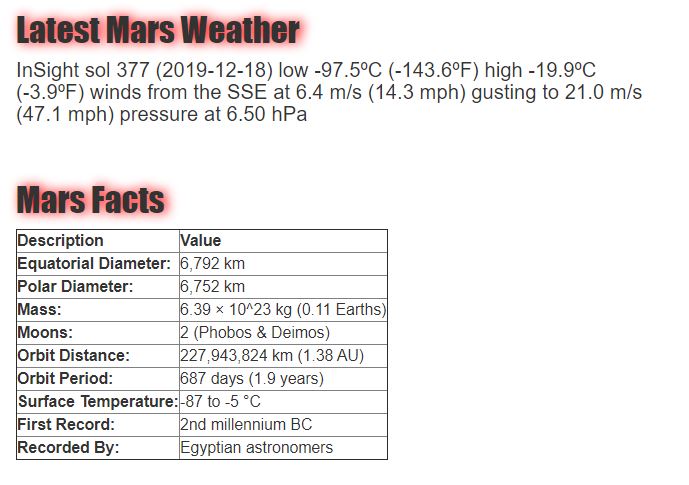 Latest Mars Weather
InSight sol 377 (2019-12-18) low -97.5ºC (-143.6ºF) high -19.9ºC
(-3.9ºF) winds from the SSE at 6.4 m/s (14.3 mph) gusting to 21.0 m/s
(47.1 mph) pressure at 6.50 hPa
Mars Facts
Description Value
Equatorial Diameter: 6,792 km
Polar Diameter: 6,752 km
Mass: 6.39 × 10^23 kg (0.11 Earths)
Moons: 2 (Phobos & Deimos)
Orbit Distance: 227,943,824 km (1.38 AU)
Orbit Period: 687 days (1.9 years)
Surface Temperature: -87 to -5 °C
First Record: 2nd millennium BC
Recorded By: Egyptian astronomers